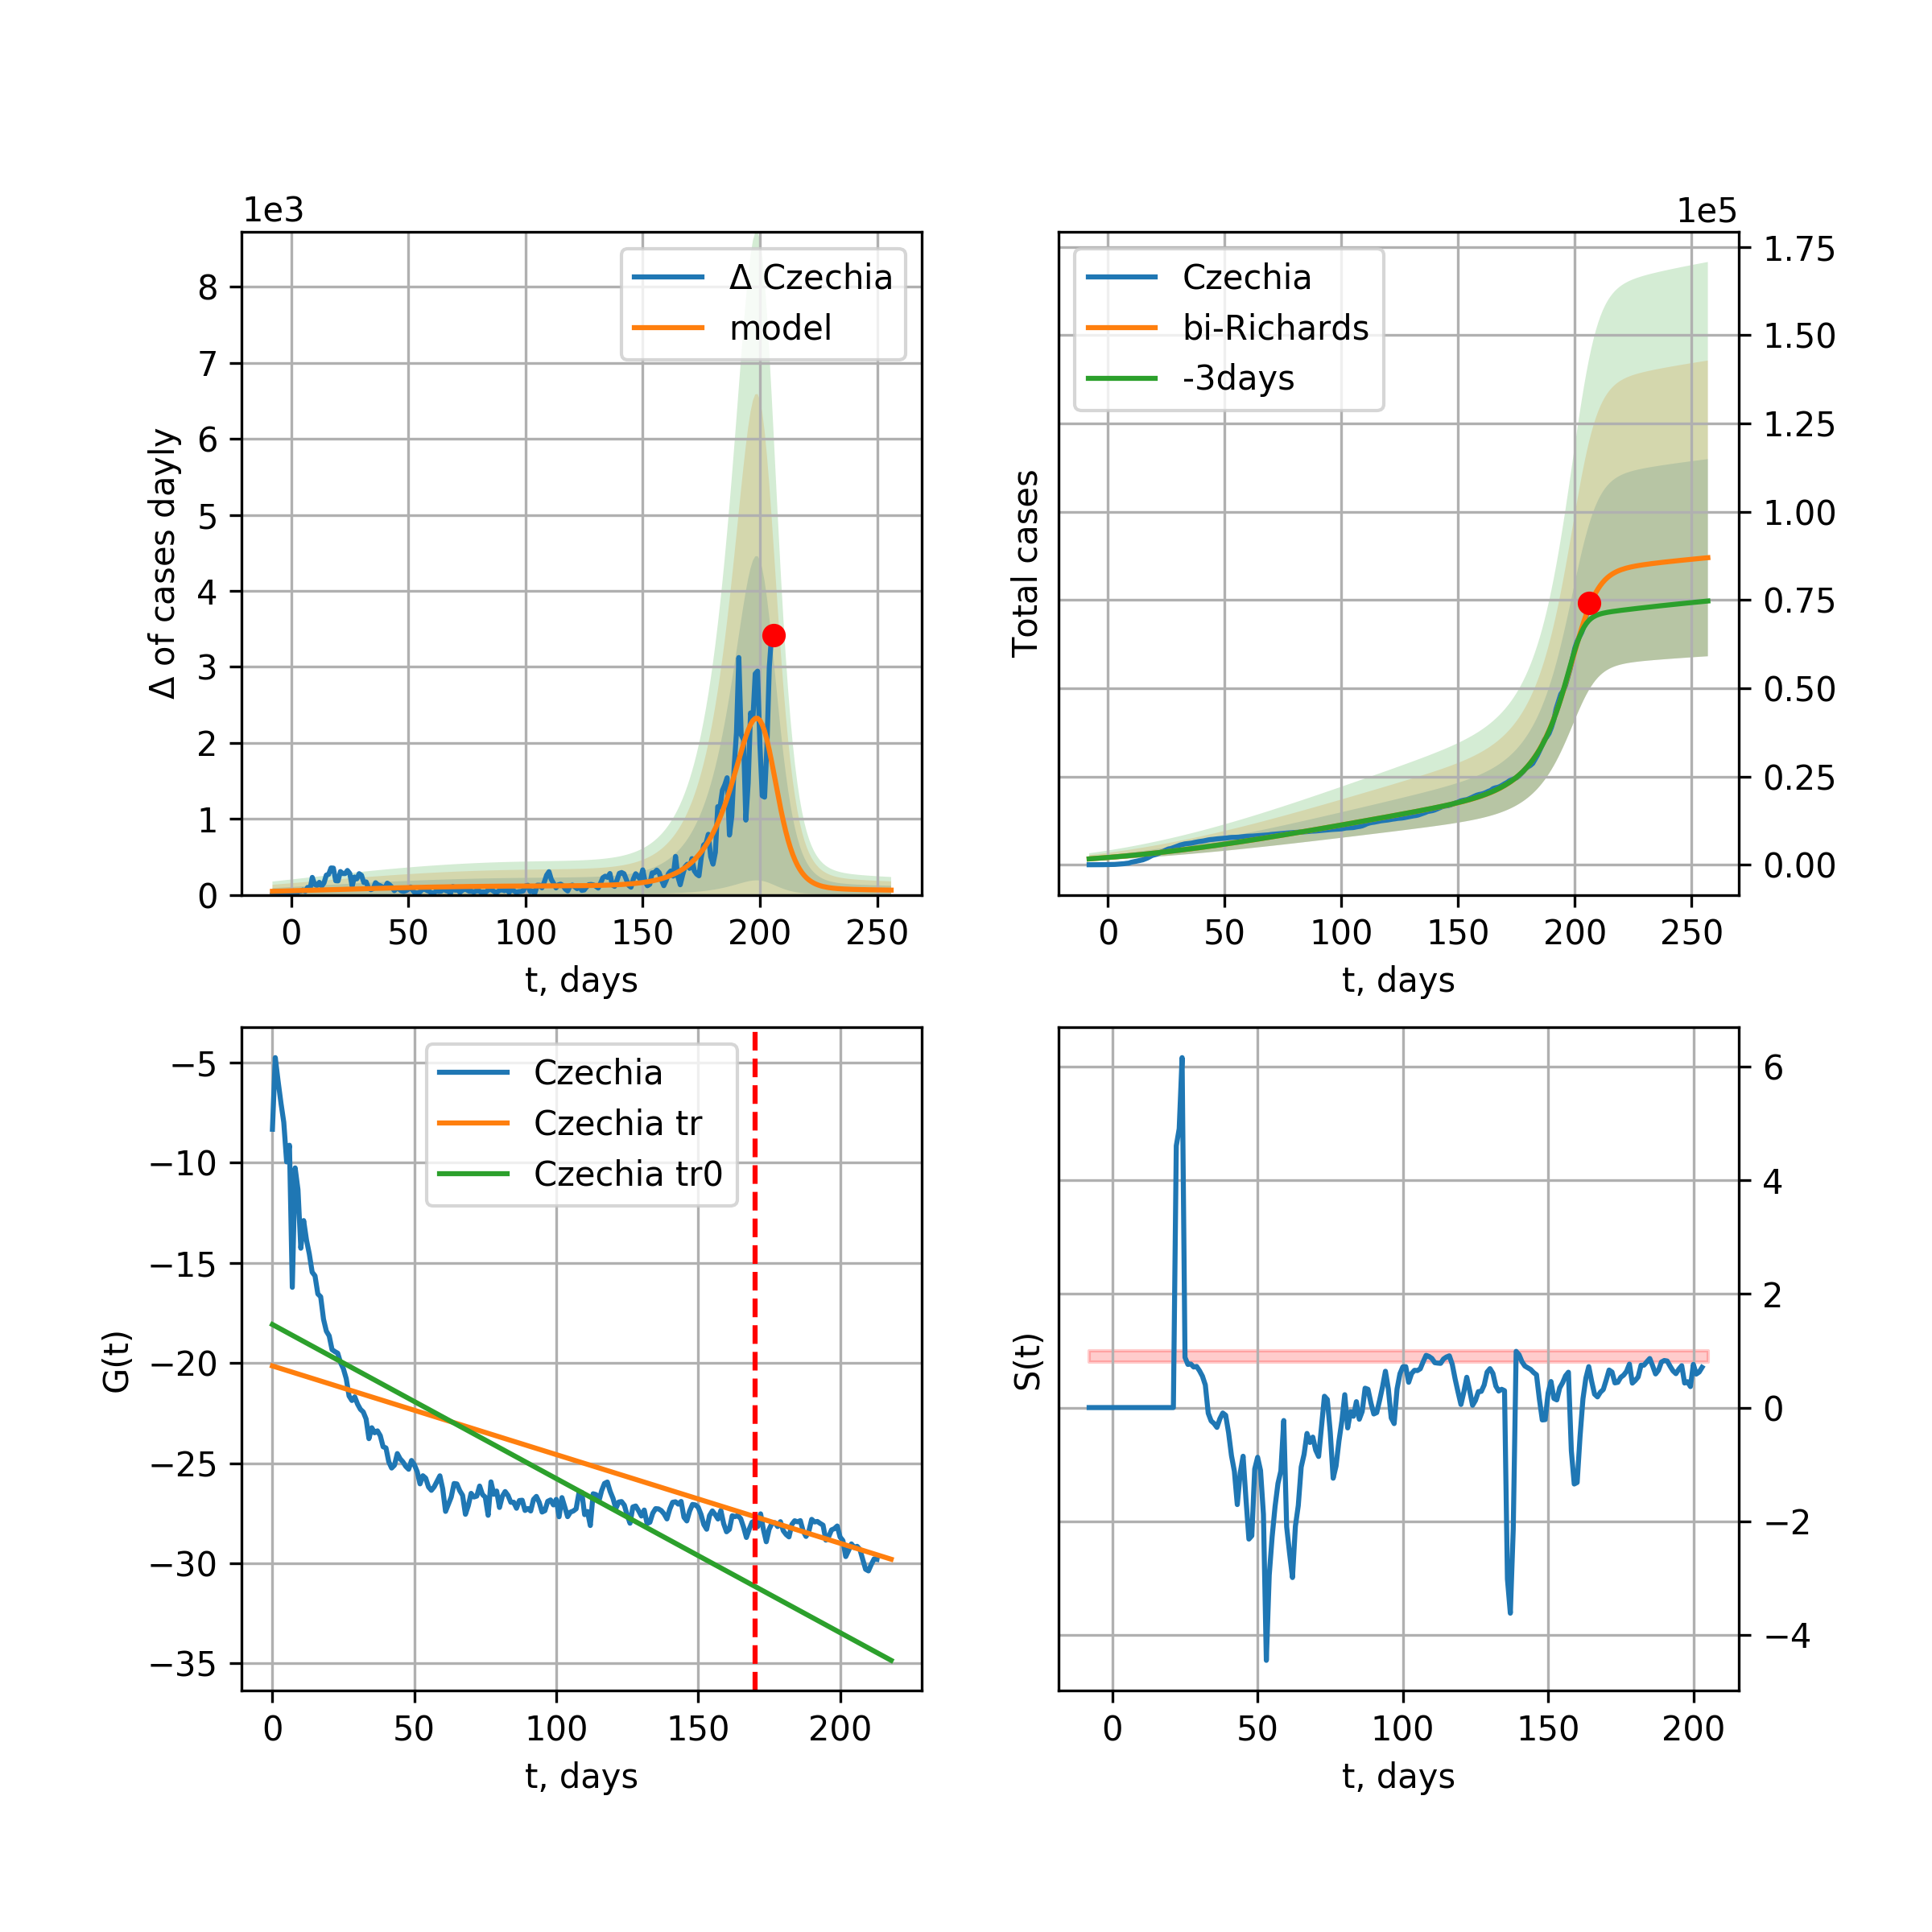 1e3
Δ of cases dayly
8
7
6
5
4
3
2
1
0
0 50 100 150 200 250
t, days
Δ Czechia
model
1e5
Total cases
1.75
1.50
1.25
1.00
0.75
0.50
0.25
0.00
0 50 100 150 200 250
t, days
Czechia
bi-Richards
-3days
G(t)
−5
−10
−15
−20
−25
−30
−35
0 50 100 150 200
t, days
Czechia
Czechia tr
Czechia tr0
S(t)
6
4
2
0
−2
−4
0 50 100 150 200
t, days